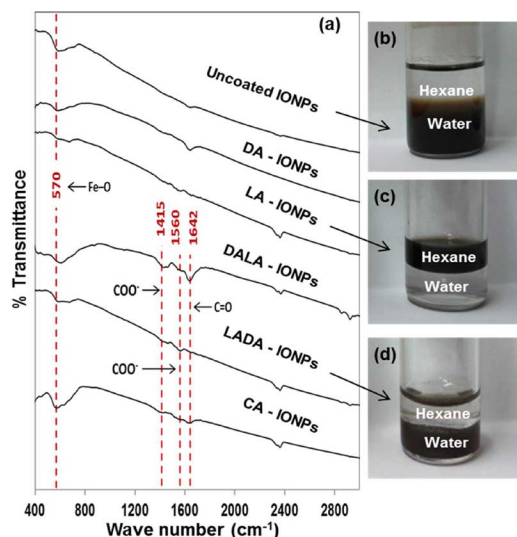 (a)
Uncoated IONPs
DA - IONPs
LA - IONPs
DALA - IONPs
LADA - IONPs
CA - IONPs
570
Fe-O
1415
1560
1642
COO⁻
C=O
COO⁻
% Transmittance
400 800 1200 1600 2000 2400 2800
Wave number (cm⁻¹)
(b)
Hexane
Water
(c)
Hexane
Water
(d)
Hexane
Water